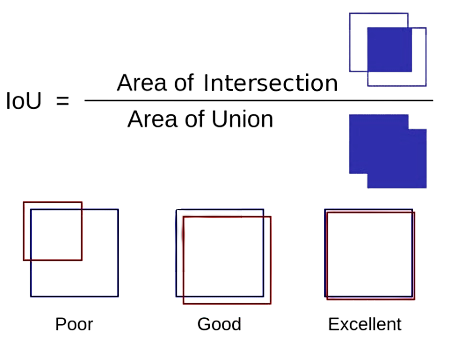 IoU =
Area of Intersection
Area of Union
Poor
Good
Excellent